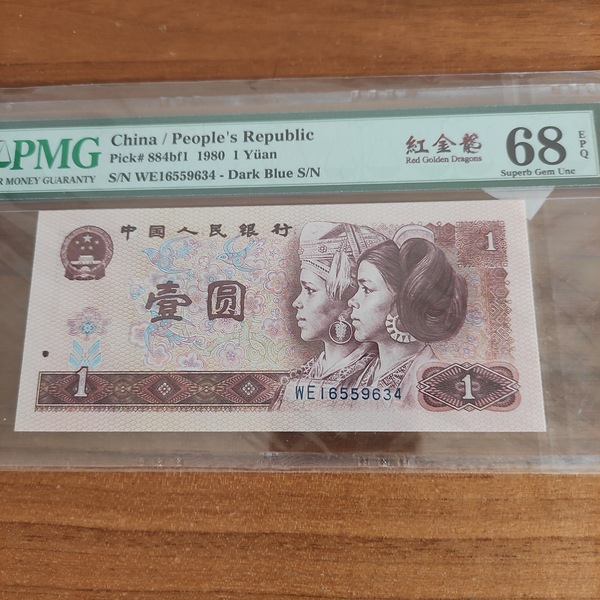 PMG
R MONEY GUARANTY
China / People's Republic
Pick# 884bf1 1980 1 Yüan
S/N WE16559634 - Dark Blue S/N
紅金龍
Red Golden Dragons
68
EPQ
Superb Gem Unc
中国人民银行
1
壹圆
1
WE16559634
1